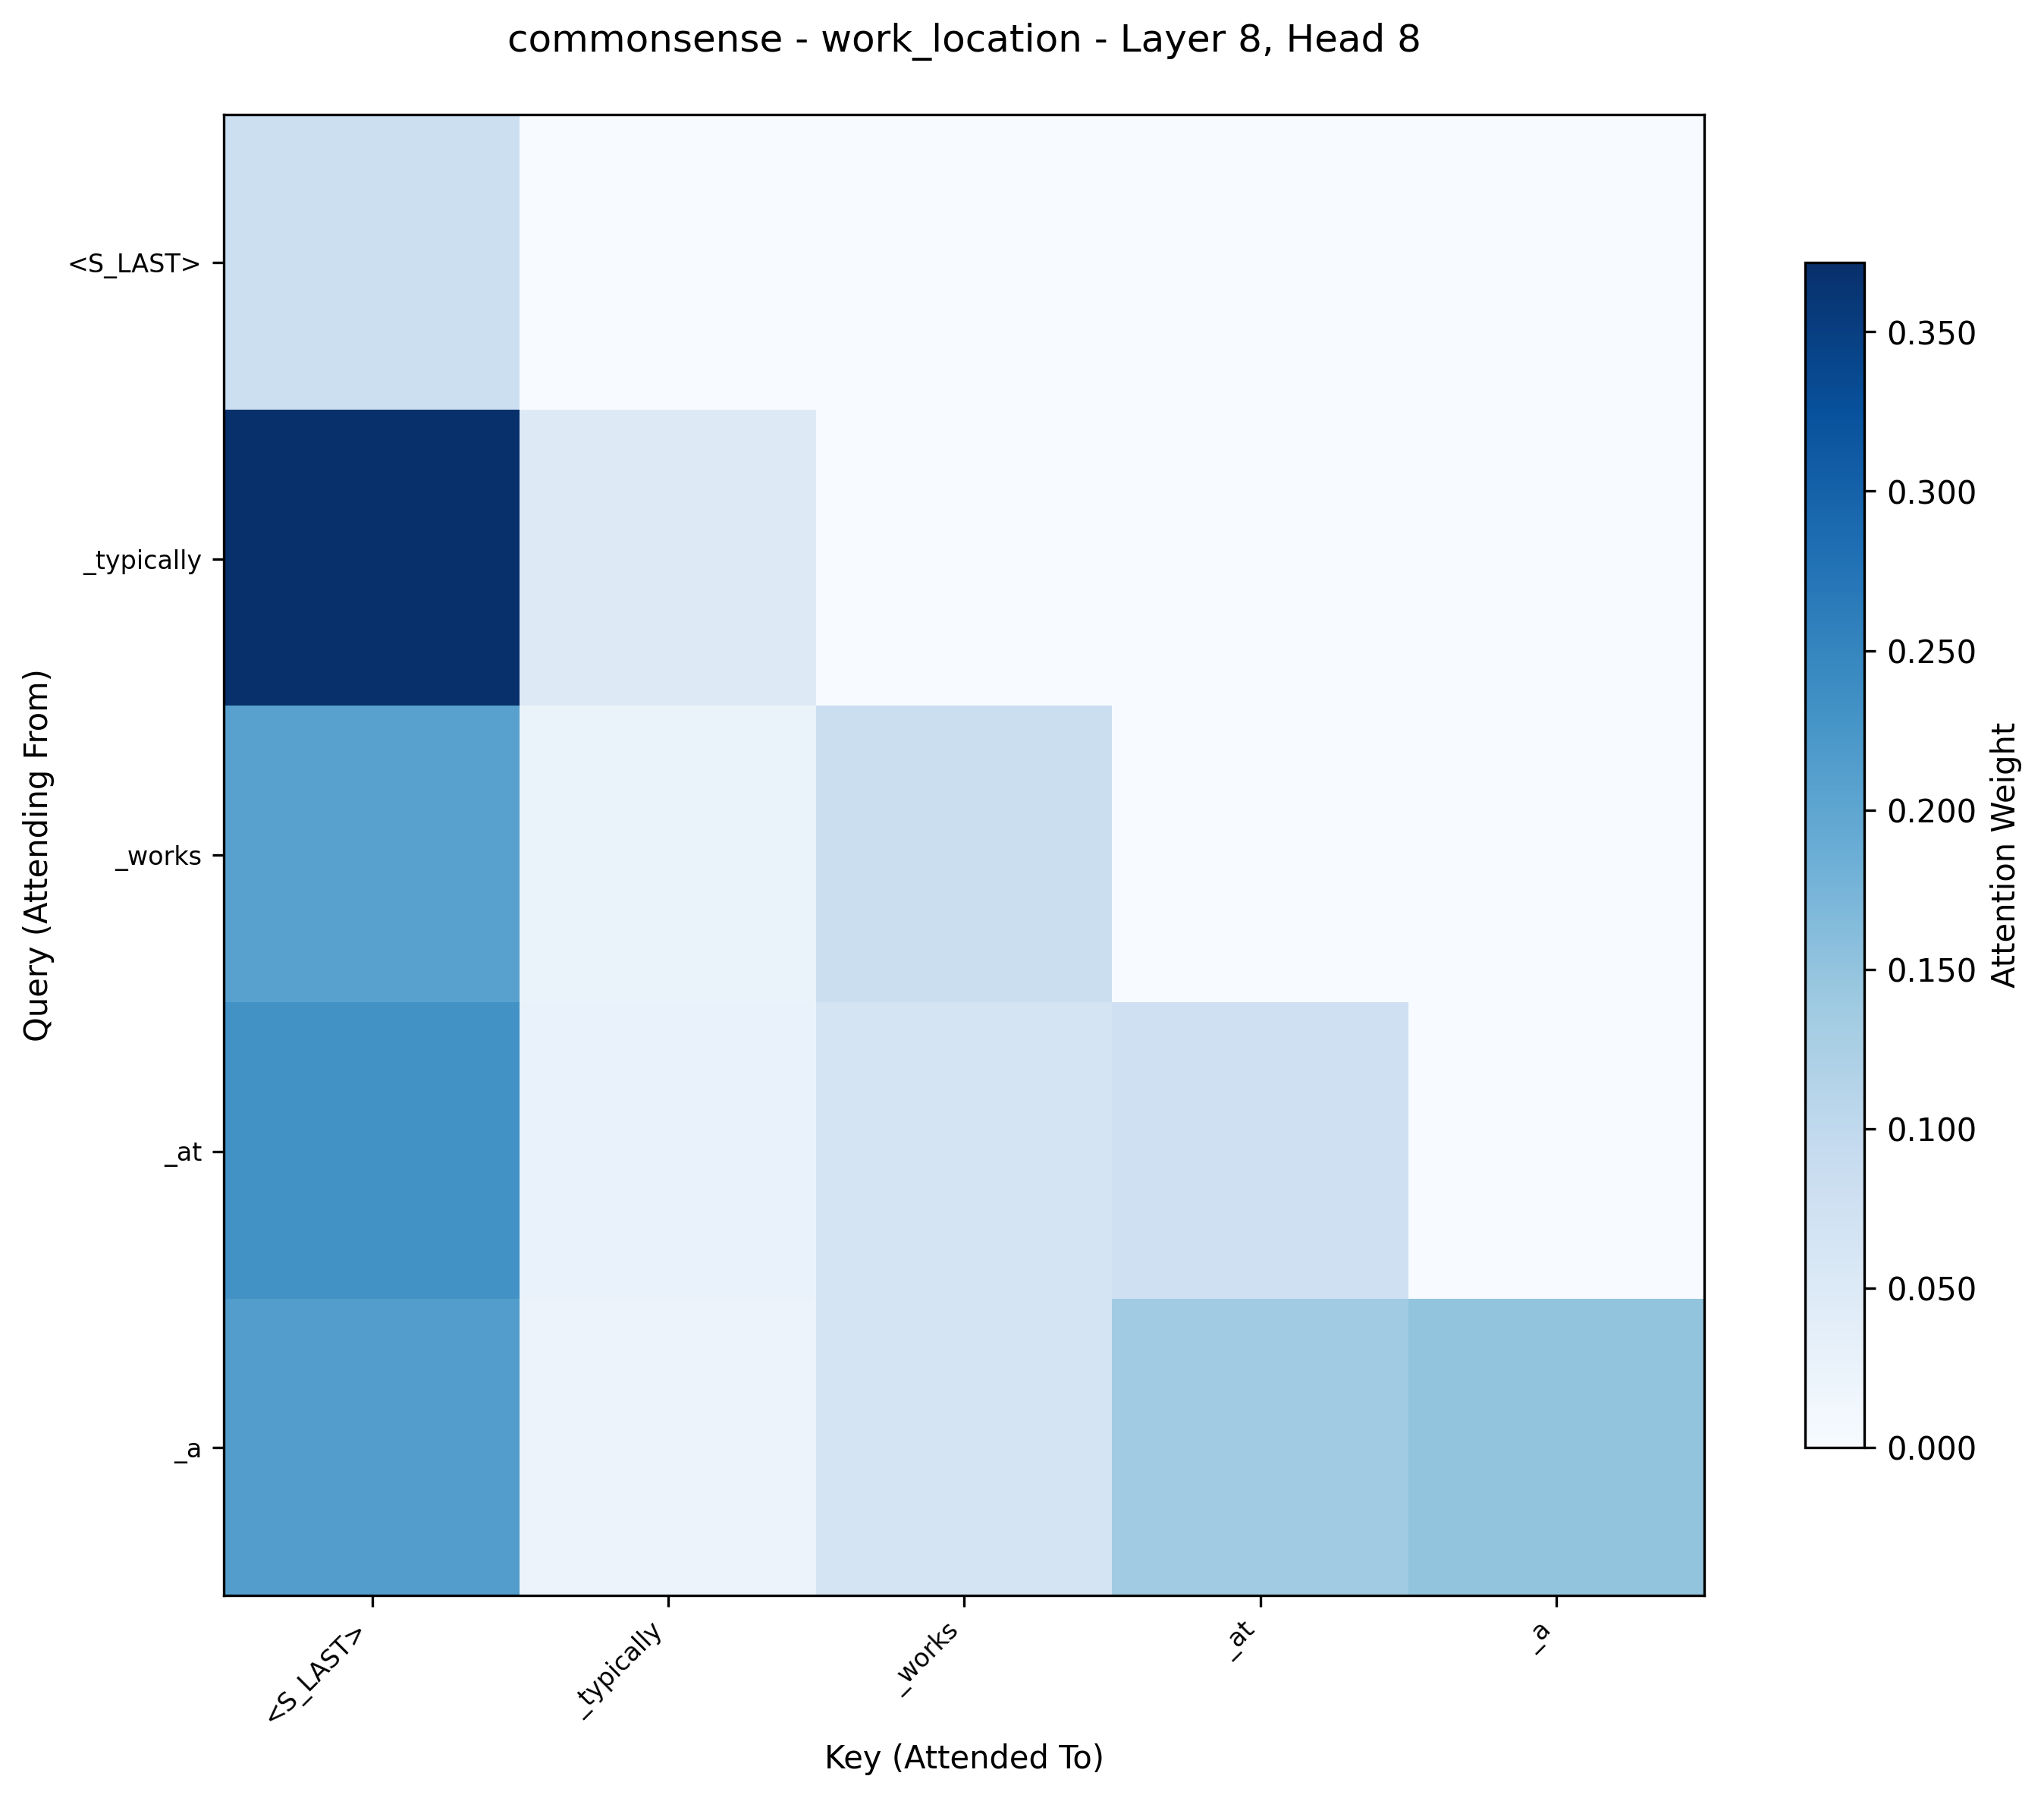 commonsense - work_location - Layer 8, Head 8
<S_LAST>
_typically
_works
_at
_a
Query (Attending From)
<S_LAST>
_typically
_works
_at
_a
Key (Attended To)
0.350
0.300
0.250
0.200
0.150
0.100
0.050
0.000
Attention Weight